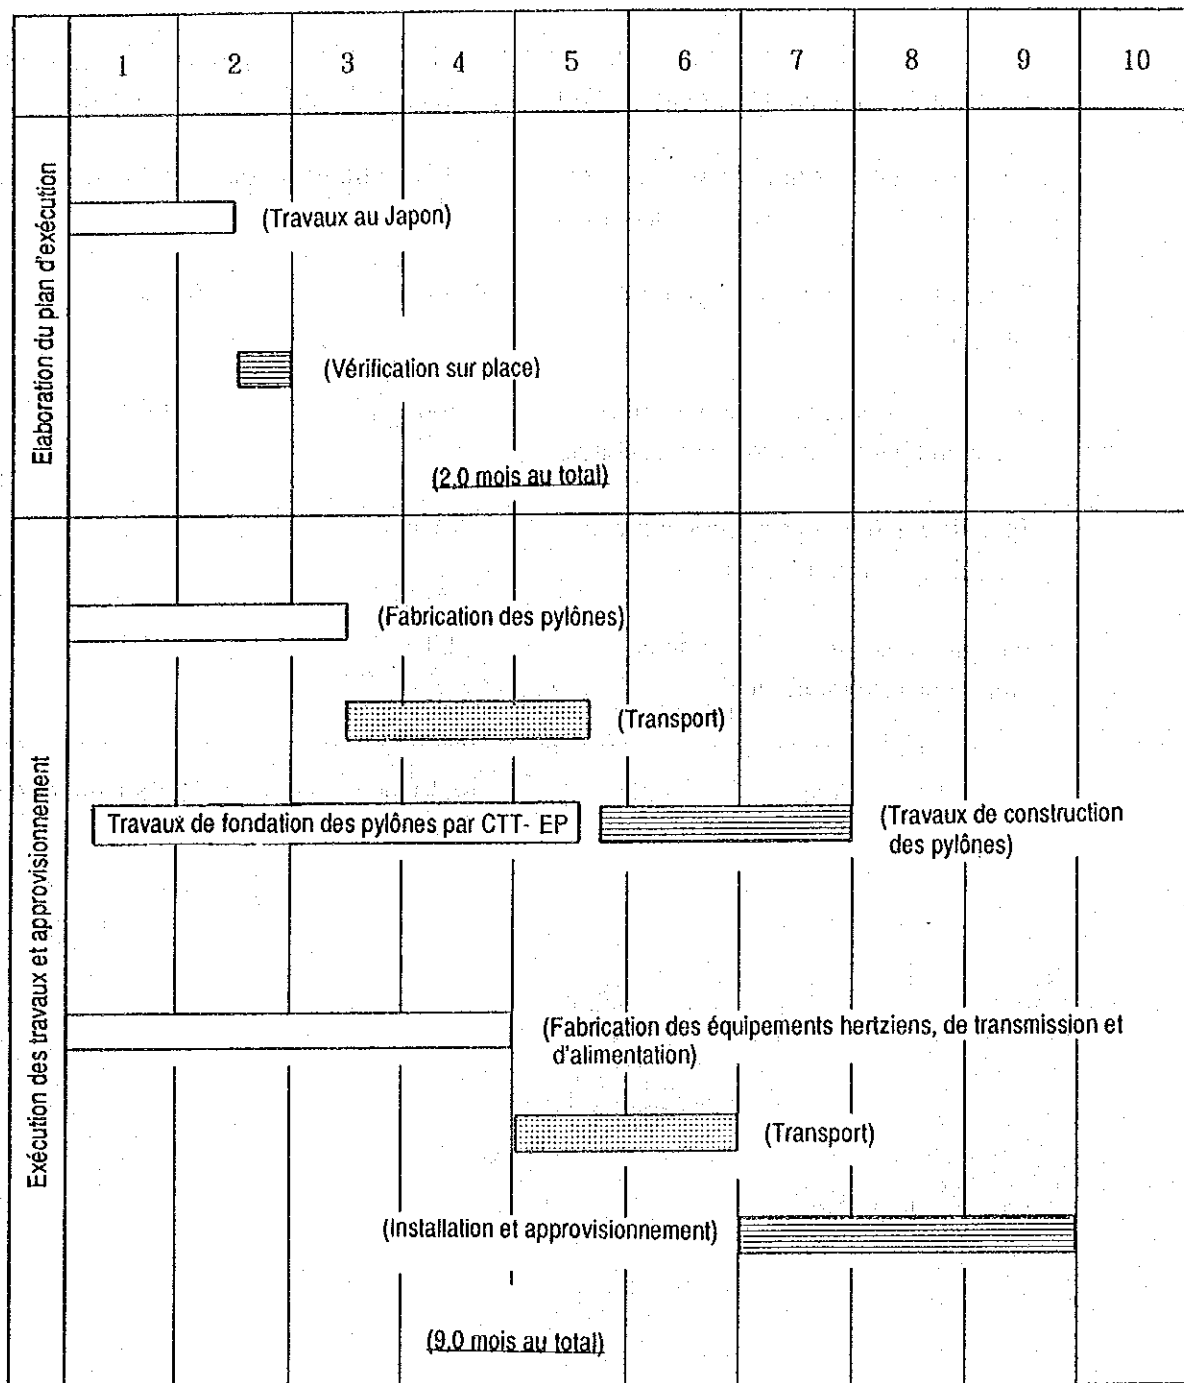 1 2 3 4 5 6 7 8 9 10
Elaboration du plan d'exécution
(Travaux au Japon)
(Vérification sur place)
(2,0 mois au total)
Exécution des travaux et approvisionnement
(Fabrication des pylônes)
(Transport)
Travaux de fondation des pylônes par CTT- EP
(Travaux de construction
des pylônes)
(Fabrication des équipements hertziens, de transmission et
d'alimentation)
(Transport)
(Installation et approvisionnement)
(9,0 mois au total)